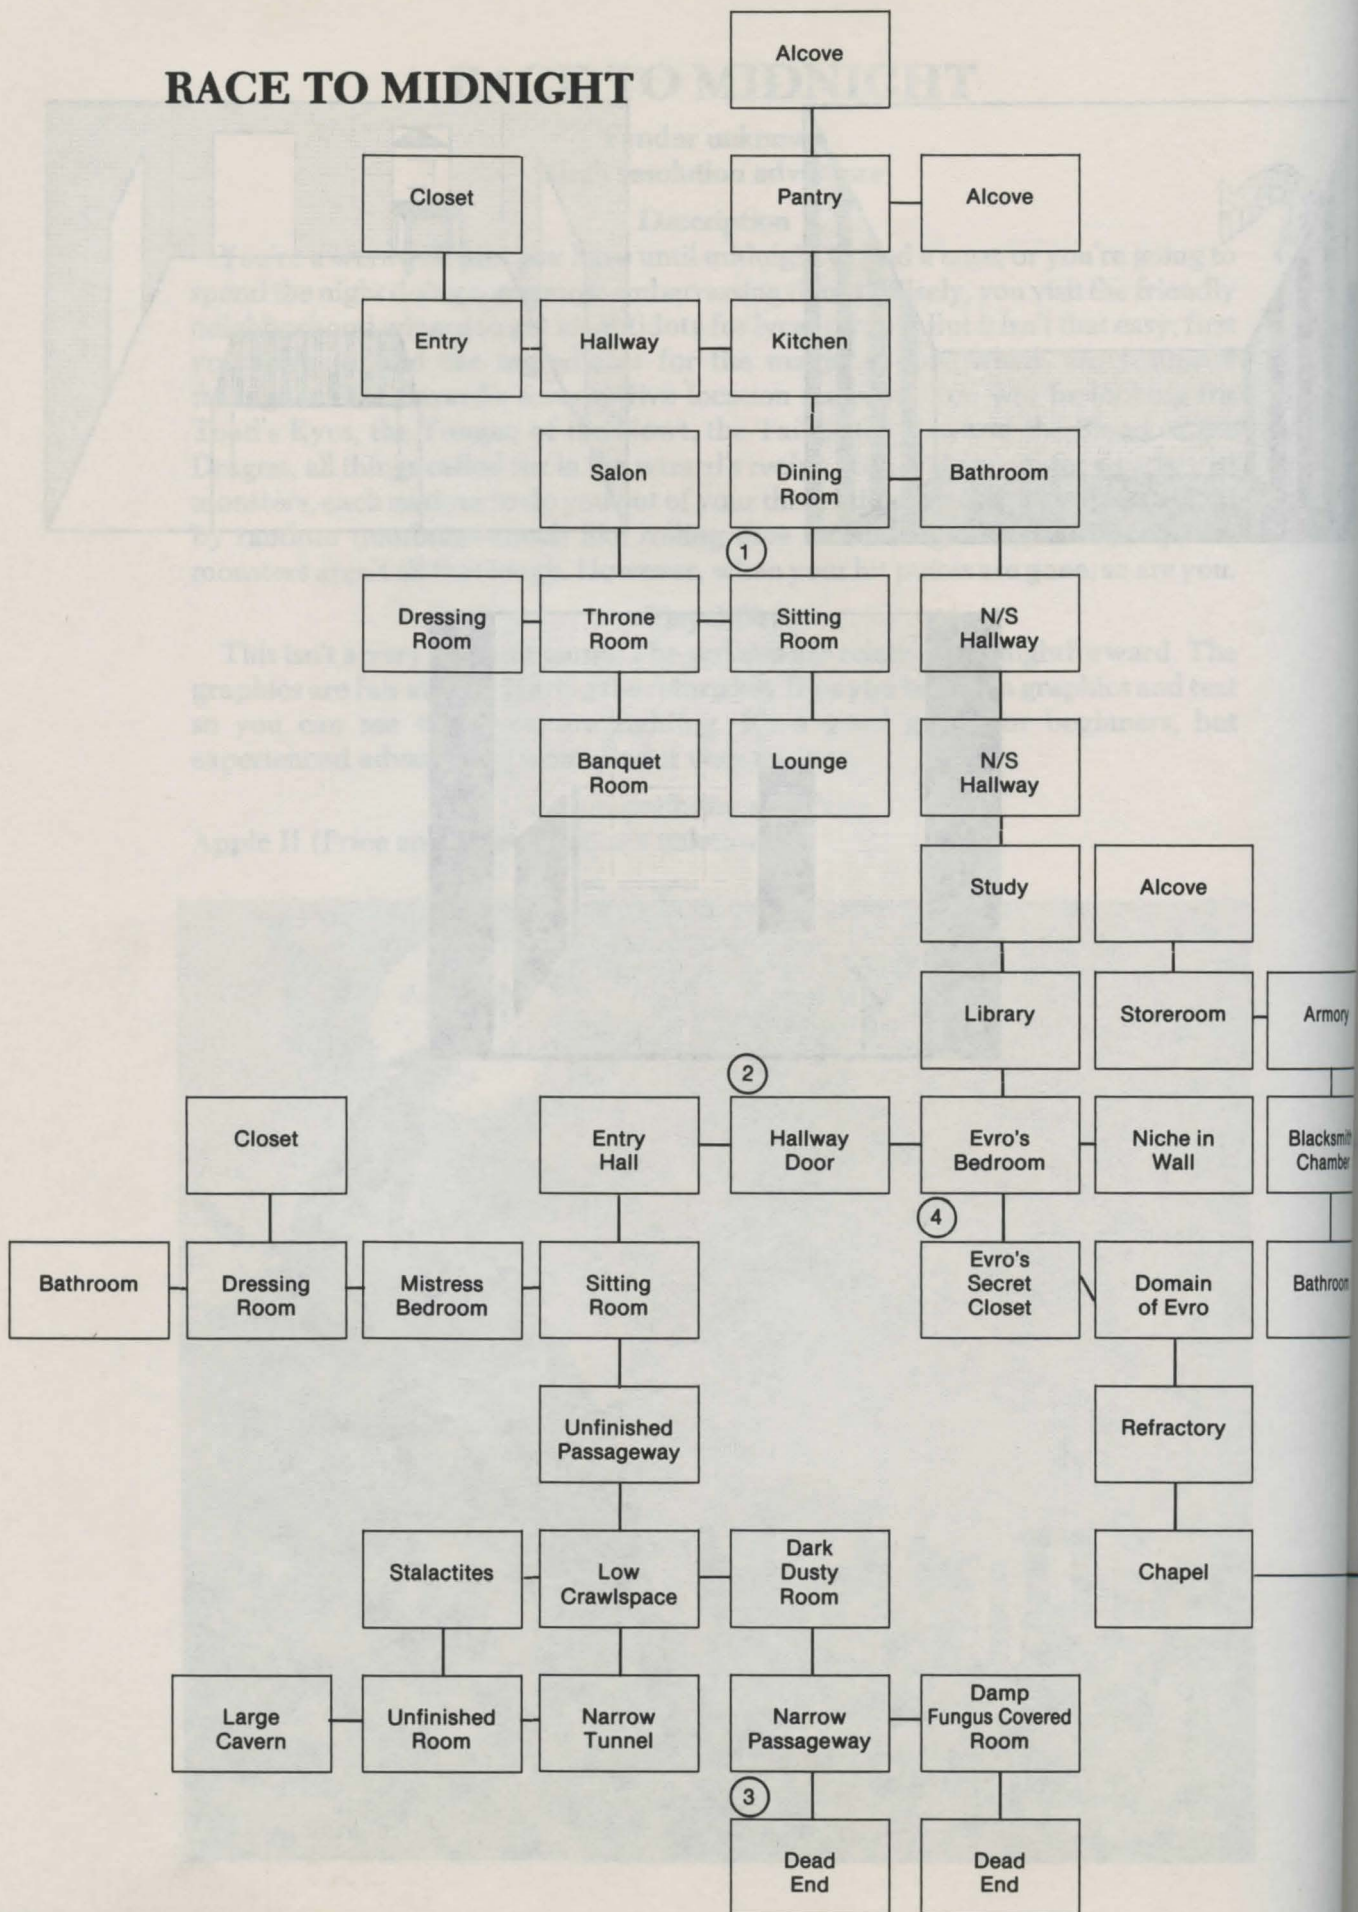 RACE TO MIDNIGHT
Alcove
Closet
Pantry
Alcove
Entry
Hallway
Kitchen
Salon
Dining
Room
Bathroom
1
Dressing
Room
Throne
Room
Sitting
Room
N/S
Hallway
Banquet
Room
Lounge
N/S
Hallway
Study
Alcove
Library
Storeroom
Armory
2
Closet
Entry
Hall
Hallway
Door
Evro's
Bedroom
Niche in
Wall
Blacksmith
Chamber
4
Bathroom
Dressing
Room
Mistress
Bedroom
Sitting
Room
Evro's
Secret
Closet
Domain
of Evro
Bathroom
Unfinished
Passageway
Refractory
Stalactites
Low
Crawlspace
Dark
Dusty
Room
Chapel
Large
Cavern
Unfinished
Room
Narrow
Tunnel
Narrow
Passageway
Damp
Fungus Covered
Room
3
Dead
End
Dead
End